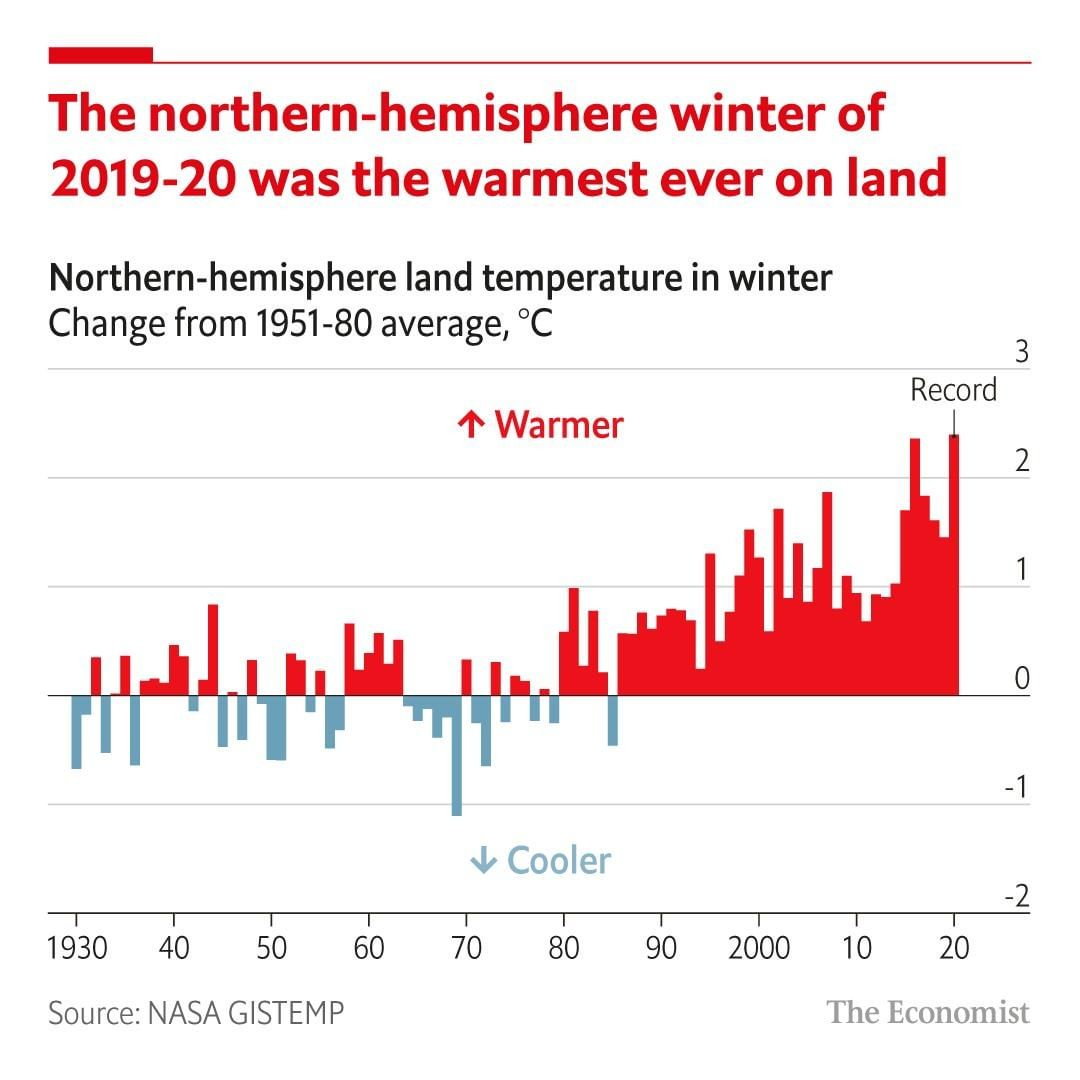 The northern-hemisphere winter of
2019-20 was the warmest ever on land
Northern-hemisphere land temperature in winter
Change from 1951-80 average, °C
3
Record
↑ Warmer
2
1
0
-1
↓ Cooler
-2
1930 40 50 60 70 80 90 2000 10 20
Source: NASA GISTEMP
The Economist